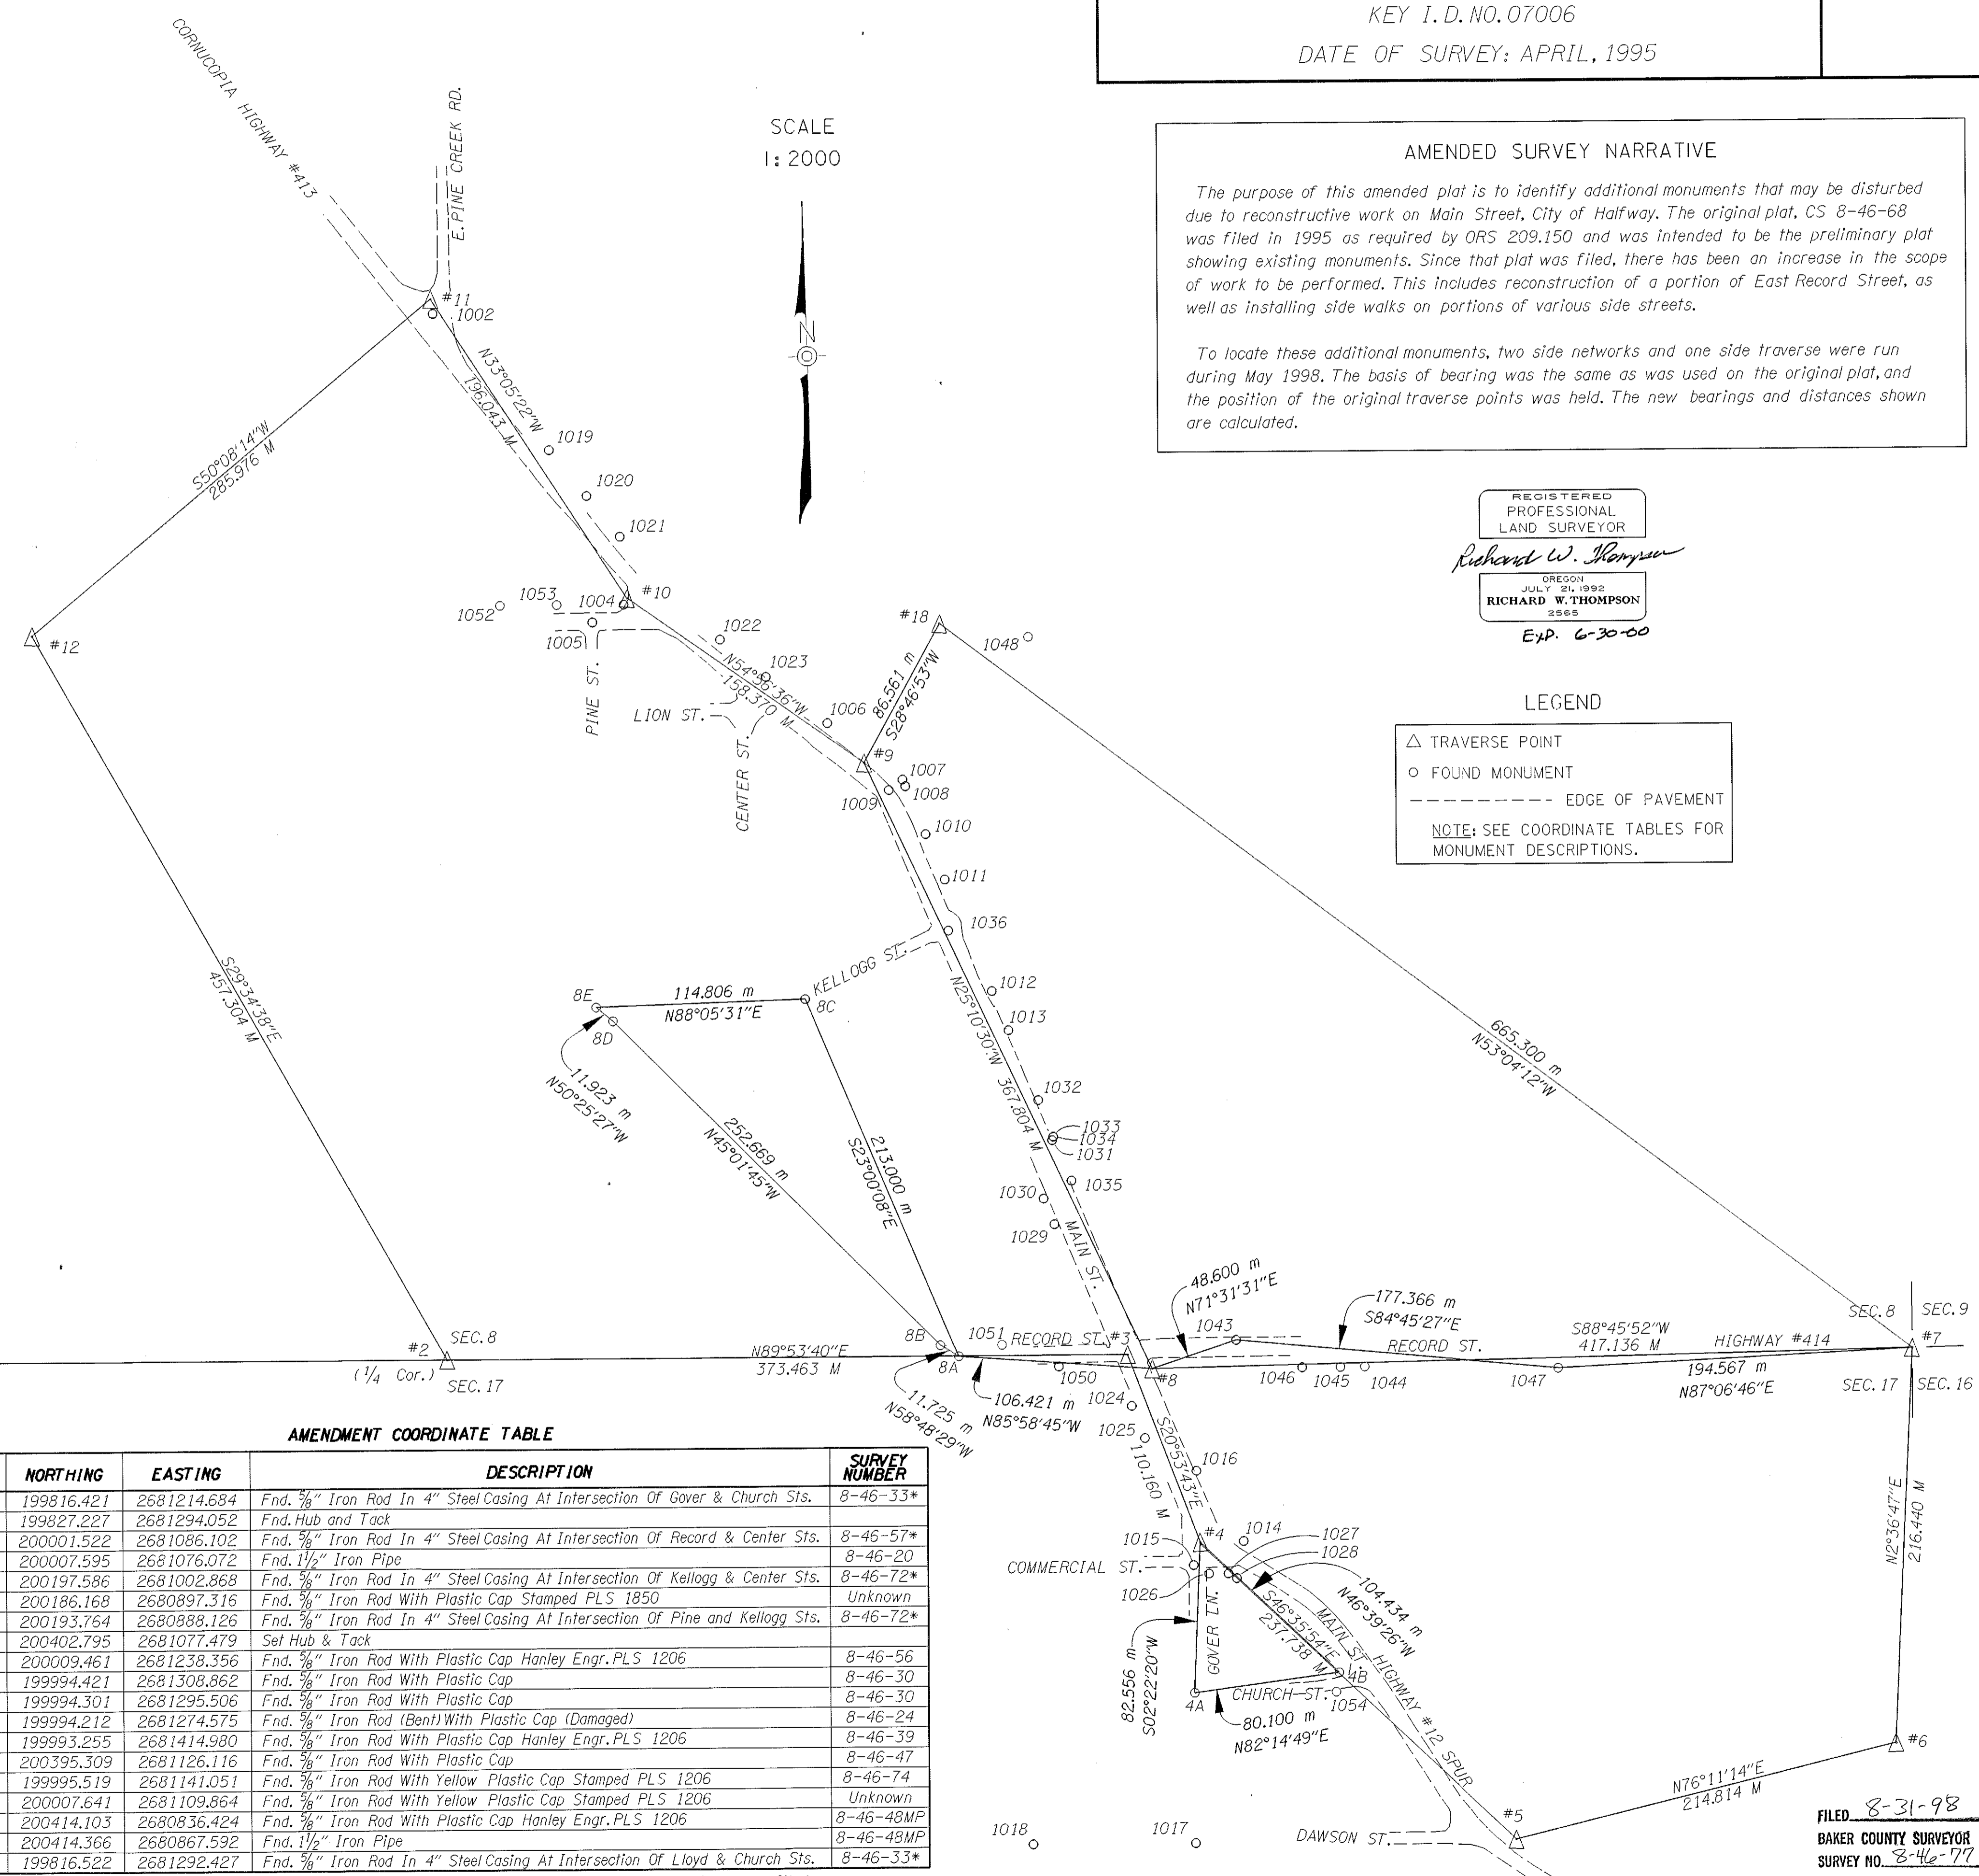 KEY I.D.NO.07006
DATE OF SURVEY: APRIL, 1995
CORNUCOPIA HIGHWAY #413
E.PINE CREEK RD.
SCALE
1:2000
N
AMENDED SURVEY NARRATIVE
The purpose of this amended plat is to identify additional monuments that may be disturbed
due to reconstructive work on Main Street, City of Halfway. The original plat, CS 8-46-68
was filed in 1995 as required by ORS 209.150 and was intended to be the preliminary plat
showing existing monuments. Since that plat was filed, there has been an increase in the scope
of work to be performed. This includes reconstruction of a portion of East Record Street, as
well as installing side walks on portions of various side streets.
To locate these additional monuments, two side networks and one side traverse were run
during May 1998. The basis of bearing was the same as was used on the original plat, and
the position of the original traverse points was held. The new bearings and distances shown
are calculated.
REGISTERED
PROFESSIONAL
LAND SURVEYOR
Richard W. Thompson
OREGON
JULY 21, 1992
RICHARD W. THOMPSON
2565
EXP. 6-30-00
LEGEND
△ TRAVERSE POINT
○ FOUND MONUMENT
---------- EDGE OF PAVEMENT
NOTE: SEE COORDINATE TABLES FOR
MONUMENT DESCRIPTIONS.
#11
1002
N33°05'22"W
196.043 M
S50°08'14"W
285.976 M
1019
1020
1021
#12
1052
1053
1004
#10
1005
PINE ST.
1022
1023
N54°56'36"W
158.370 M
LION ST.
CENTER ST.
1006
#18
1048
86.561 m
S28°46'53"W
#9
1007
1008
1009
1010
1011
1036
KELLOGG ST.
1012
1013
N25°10'30"W 367.804 M
S29°34'38"E
457.304 M
8E
114.806 m
N88°05'31"E
8C
8D
11.923 m
N50°25'27"W
252.669 m
N45°01'45"W
213.000 m
S23°00'08"E
1032
1033
1034
1031
1035
1030
1029
MAIN ST.
665.300 m
N53°04'12"W
48.600 m
N71°31'31"E
1043
177.366 m
S84°45'27"E
#2
(1/4 Cor.)
SEC. 8
SEC. 17
N89°53'40"E
373.463 M
8B
8A
1051
RECORD ST.
#3
1050
#8
1046
1045
1044
RECORD ST.
1047
S88°45'52"W
417.136 M
HIGHWAY #414
194.567 m
N87°06'46"E
SEC. 8
SEC. 9
#7
SEC. 17
SEC. 16
11.725 m
N58°48'29"W
106.421 m
N85°58'45"W
1024
1025
S20°53'43"E
110.160 M
1016
#4
1014
1015
1027
1028
COMMERCIAL ST.
1026
GOVER LN.
104.434 m
N46°39'26"W
S46°35'54"E
237.738 M
MAIN ST.
HIGHWAY #12 SPUR
82.556 m
S02°22'20"W
4A
4B
CHURCH ST.
1054
80.100 m
N82°14'49"E
N2°36'47"E
216.440 M
#6
N76°11'14"E
214.814 M
#5
DAWSON ST.
1018
1017
AMENDMENT COORDINATE TABLE
NORTHING EASTING DESCRIPTION SURVEY NUMBER
199816.421 2681214.684 Fnd. 5/8" Iron Rod In 4" Steel Casing At Intersection Of Gover & Church Sts. 8-46-33*
199827.227 2681294.052 Fnd. Hub and Tack
200001.522 2681086.102 Fnd. 5/8" Iron Rod In 4" Steel Casing At Intersection Of Record & Center Sts. 8-46-57*
200007.595 2681076.072 Fnd. 1 1/2" Iron Pipe 8-46-20
200197.586 2681002.868 Fnd. 5/8" Iron Rod In 4" Steel Casing At Intersection Of Kellogg & Center Sts. 8-46-72*
200186.168 2680897.316 Fnd. 5/8" Iron Rod With Plastic Cap Stamped PLS 1850 Unknown
200193.764 2680888.126 Fnd. 5/8" Iron Rod In 4" Steel Casing At Intersection Of Pine and Kellogg Sts. 8-46-72*
200402.795 2681077.479 Set Hub & Tack
200009.461 2681238.356 Fnd. 5/8" Iron Rod With Plastic Cap Hanley Engr. PLS 1206 8-46-56
199994.421 2681308.862 Fnd. 5/8" Iron Rod With Plastic Cap 8-46-30
199994.301 2681295.506 Fnd. 5/8" Iron Rod With Plastic Cap 8-46-30
199994.212 2681274.575 Fnd. 5/8" Iron Rod (Bent) With Plastic Cap (Damaged) 8-46-24
199993.255 2681414.980 Fnd. 5/8" Iron Rod With Plastic Cap Hanley Engr. PLS 1206 8-46-39
200395.309 2681126.116 Fnd. 5/8" Iron Rod With Plastic Cap 8-46-47
199995.519 2681141.051 Fnd. 5/8" Iron Rod With Yellow Plastic Cap Stamped PLS 1206 8-46-74
200007.641 2681109.864 Fnd. 5/8" Iron Rod With Yellow Plastic Cap Stamped PLS 1206 Unknown
200414.103 2680836.424 Fnd. 5/8" Iron Rod With Plastic Cap Hanley Engr. PLS 1206 8-46-48MP
200414.366 2680867.592 Fnd. 1 1/2" Iron Pipe 8-46-48MP
199816.522 2681292.427 Fnd. 5/8" Iron Rod In 4" Steel Casing At Intersection Of Lloyd & Church Sts. 8-46-33*
FILED 8-31-98
BAKER COUNTY SURVEYOR
SURVEY NO. 8-46-77